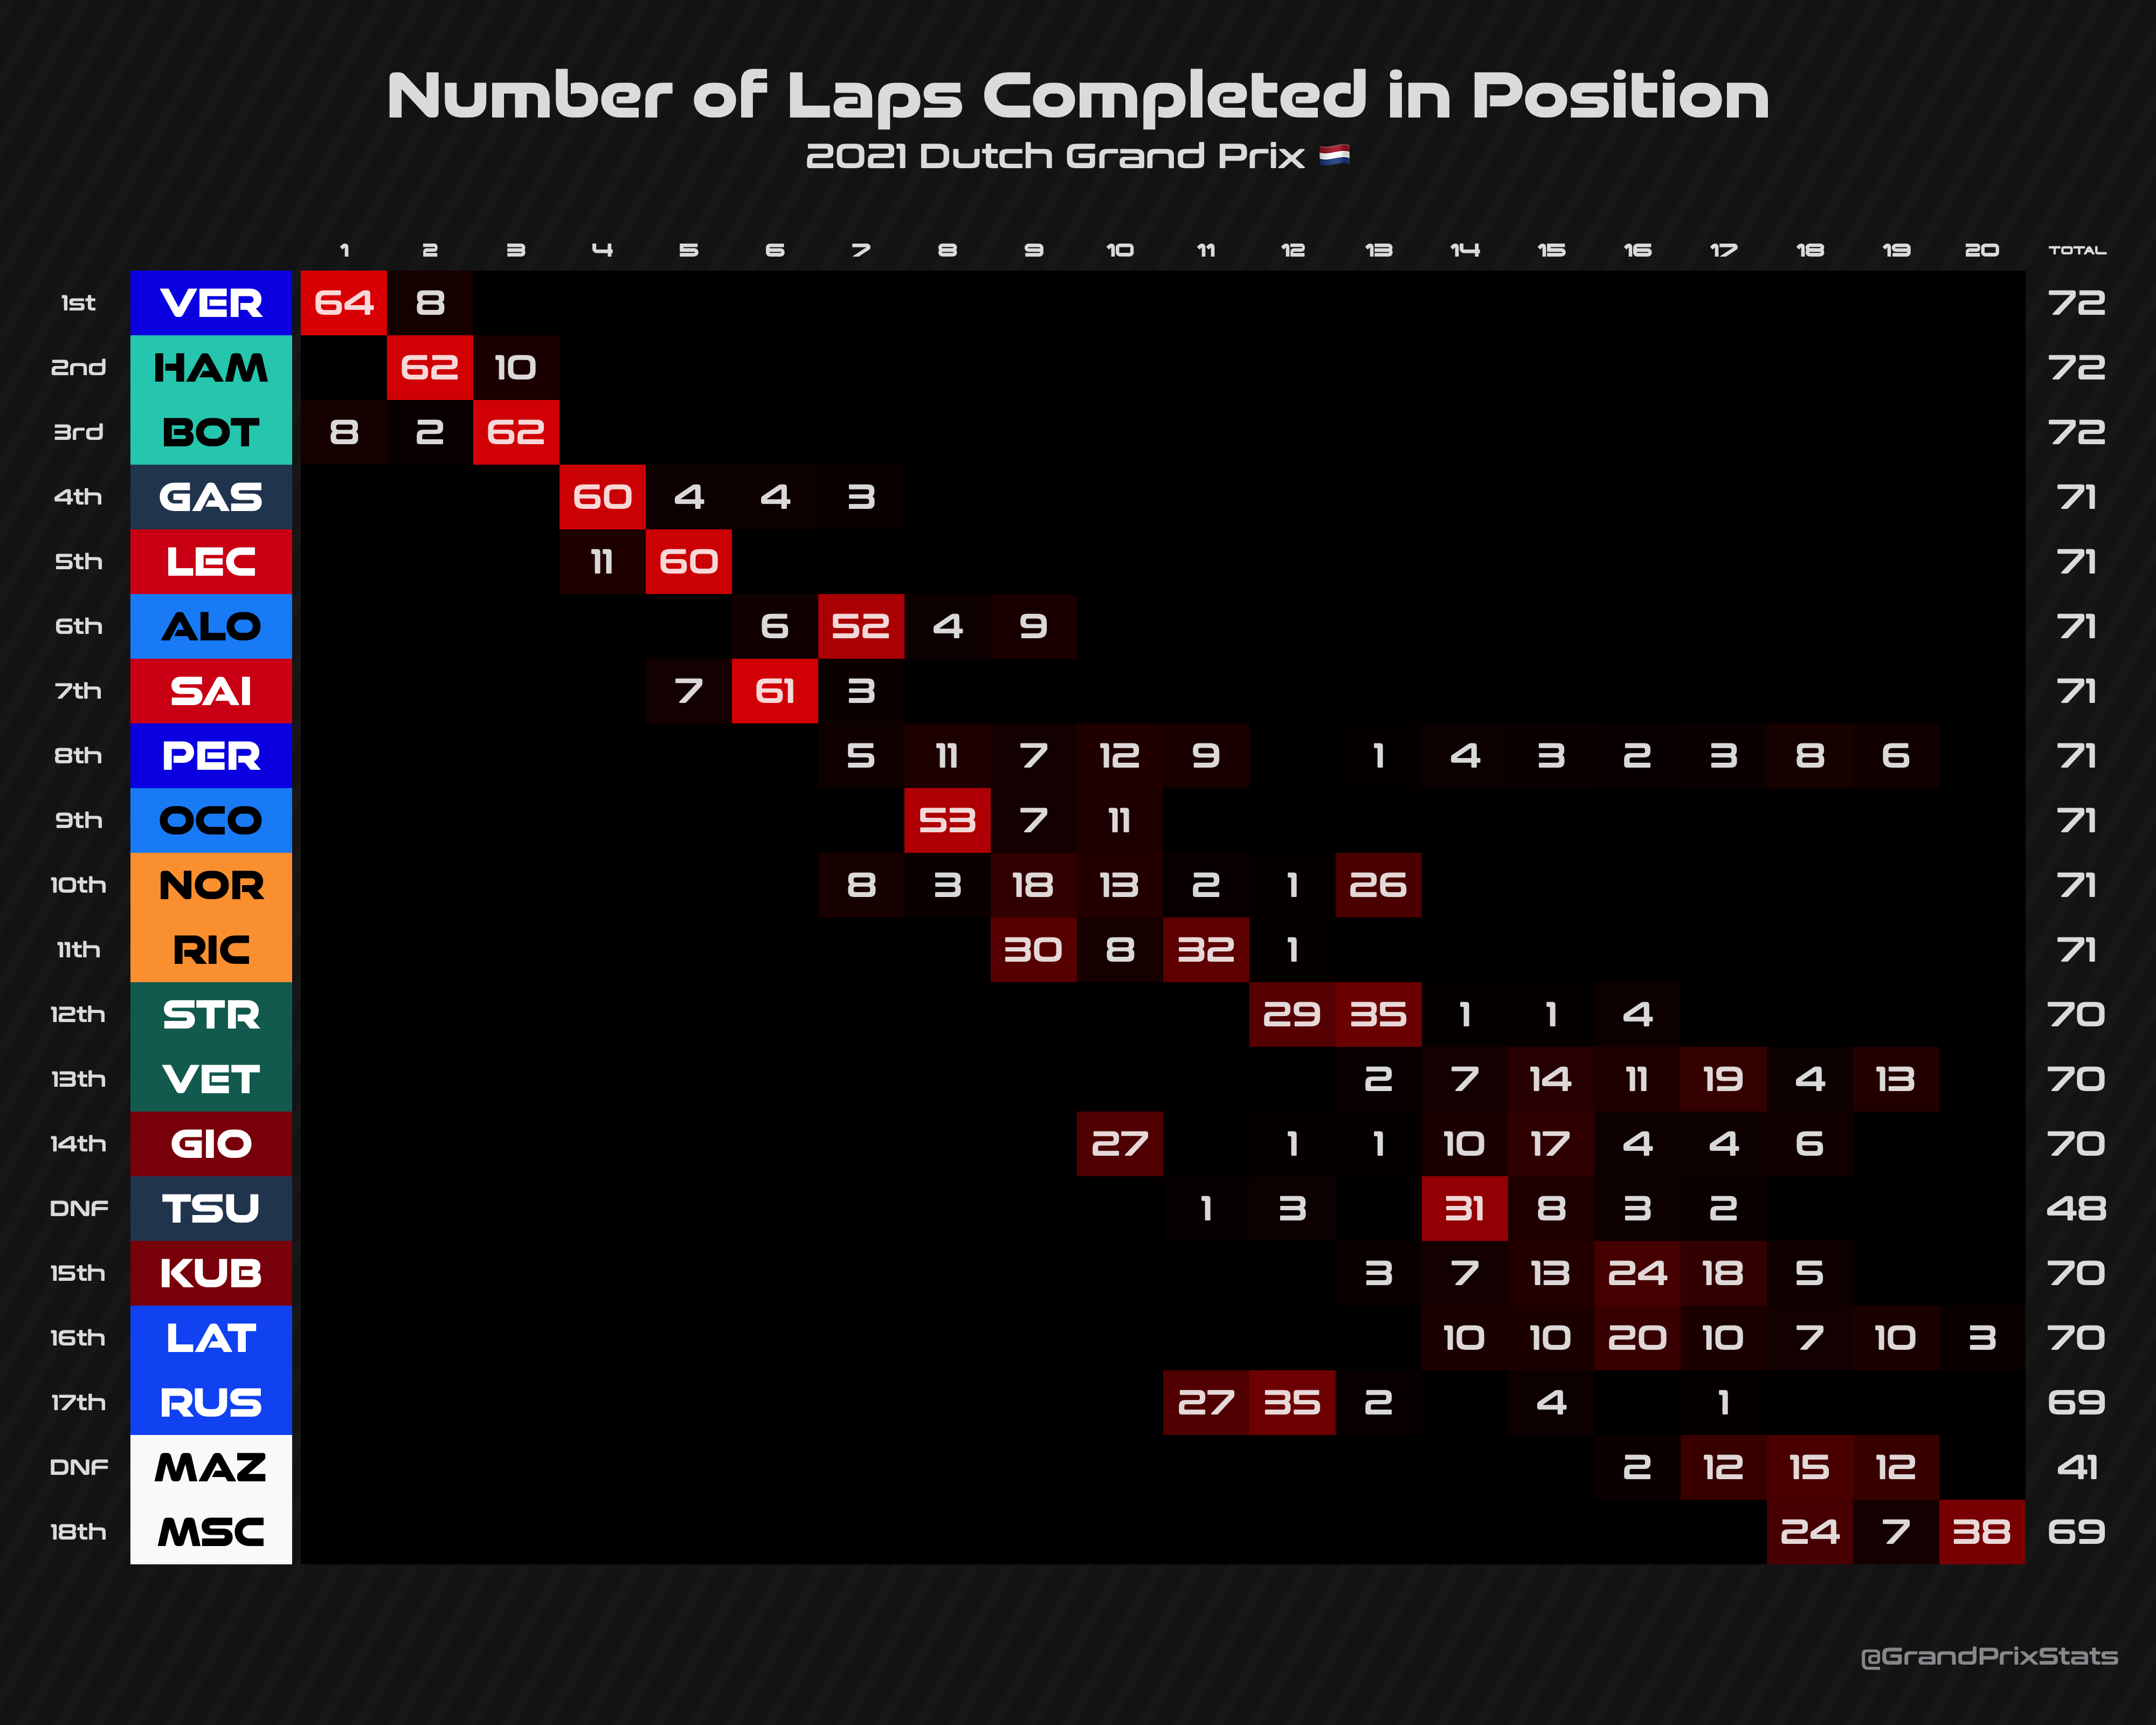 Number of Laps Completed in Position
2021 Dutch Grand Prix 🇳🇱
1 2 3 4 5 6 7 8 9 10 11 12 13 14 15 16 17 18 19 20 TOTAL
1st VER 64 8 72
2nd HAM 62 10 72
3rd BOT 8 2 62 72
4th GAS 60 4 4 3 71
5th LEC 11 60 71
6th ALO 6 52 4 9 71
7th SAI 7 61 3 71
8th PER 5 11 7 12 9 1 4 3 2 3 8 6 71
9th OCO 53 7 11 71
10th NOR 8 3 18 13 2 1 26 71
11th RIC 30 8 32 1 71
12th STR 29 35 1 1 4 70
13th VET 2 7 14 11 19 4 13 70
14th GIO 27 1 1 10 17 4 4 6 70
DNF TSU 1 3 31 8 3 2 48
15th KUB 3 7 13 24 18 5 70
16th LAT 10 10 20 10 7 10 3 70
17th RUS 27 35 2 4 1 69
DNF MAZ 2 12 15 12 41
18th MSC 24 7 38 69
@GrandPrixStats